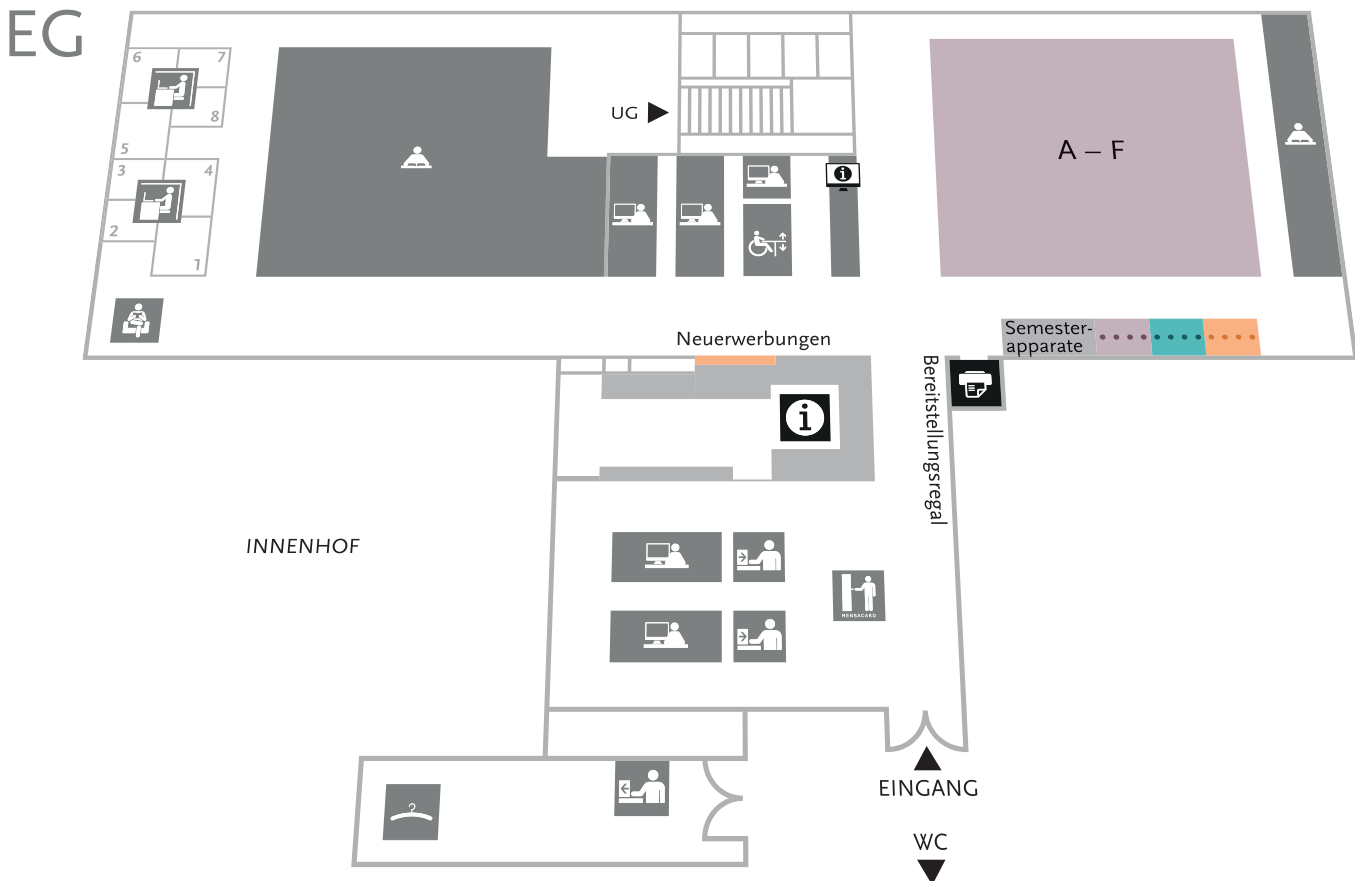 EG
6
7
8
5
3
4
2
1
UG
A – F
Neuerwerbungen
Semester-
apparate
Bereitstellungsregal
INNENHOF
MENSACARD
EINGANG
WC